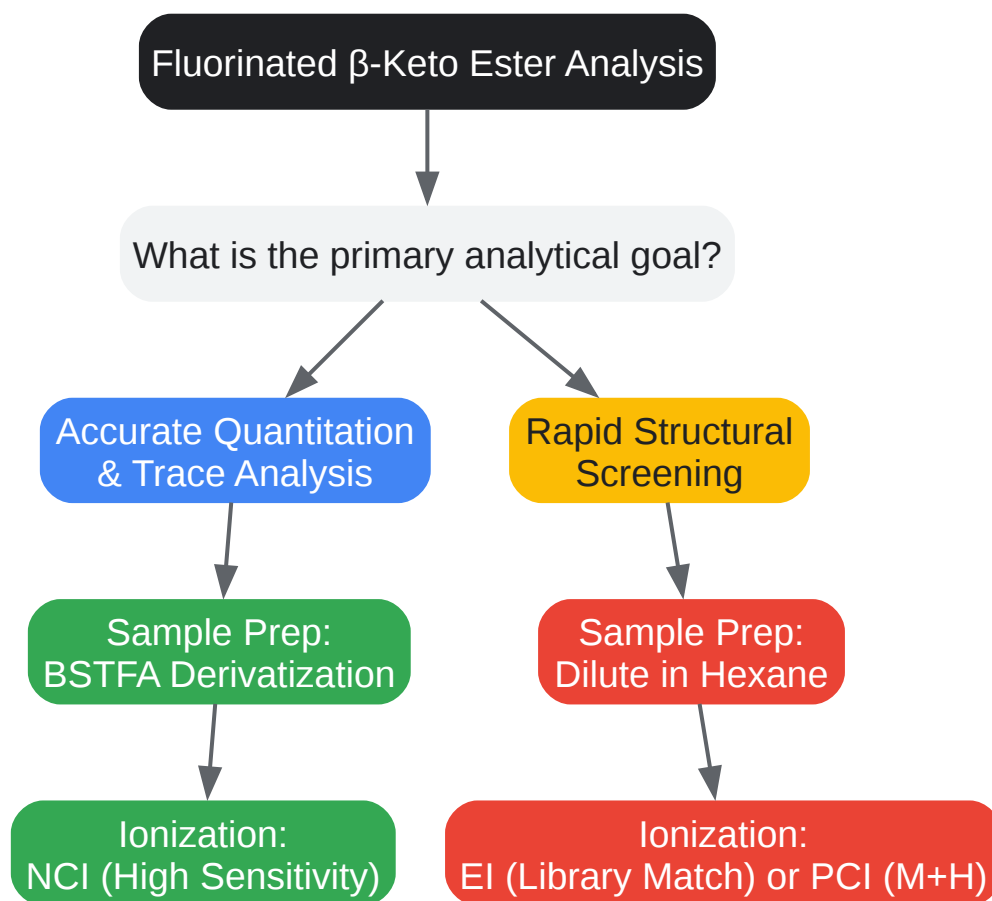 Fluorinated β-Keto Ester Analysis
What is the primary analytical goal?
Accurate Quantitation
& Trace Analysis
Rapid Structural
Screening
Sample Prep:
BSTFA Derivatization
Sample Prep:
Dilute in Hexane
Ionization:
NCI (High Sensitivity)
Ionization:
EI (Library Match) or PCI (M+H)